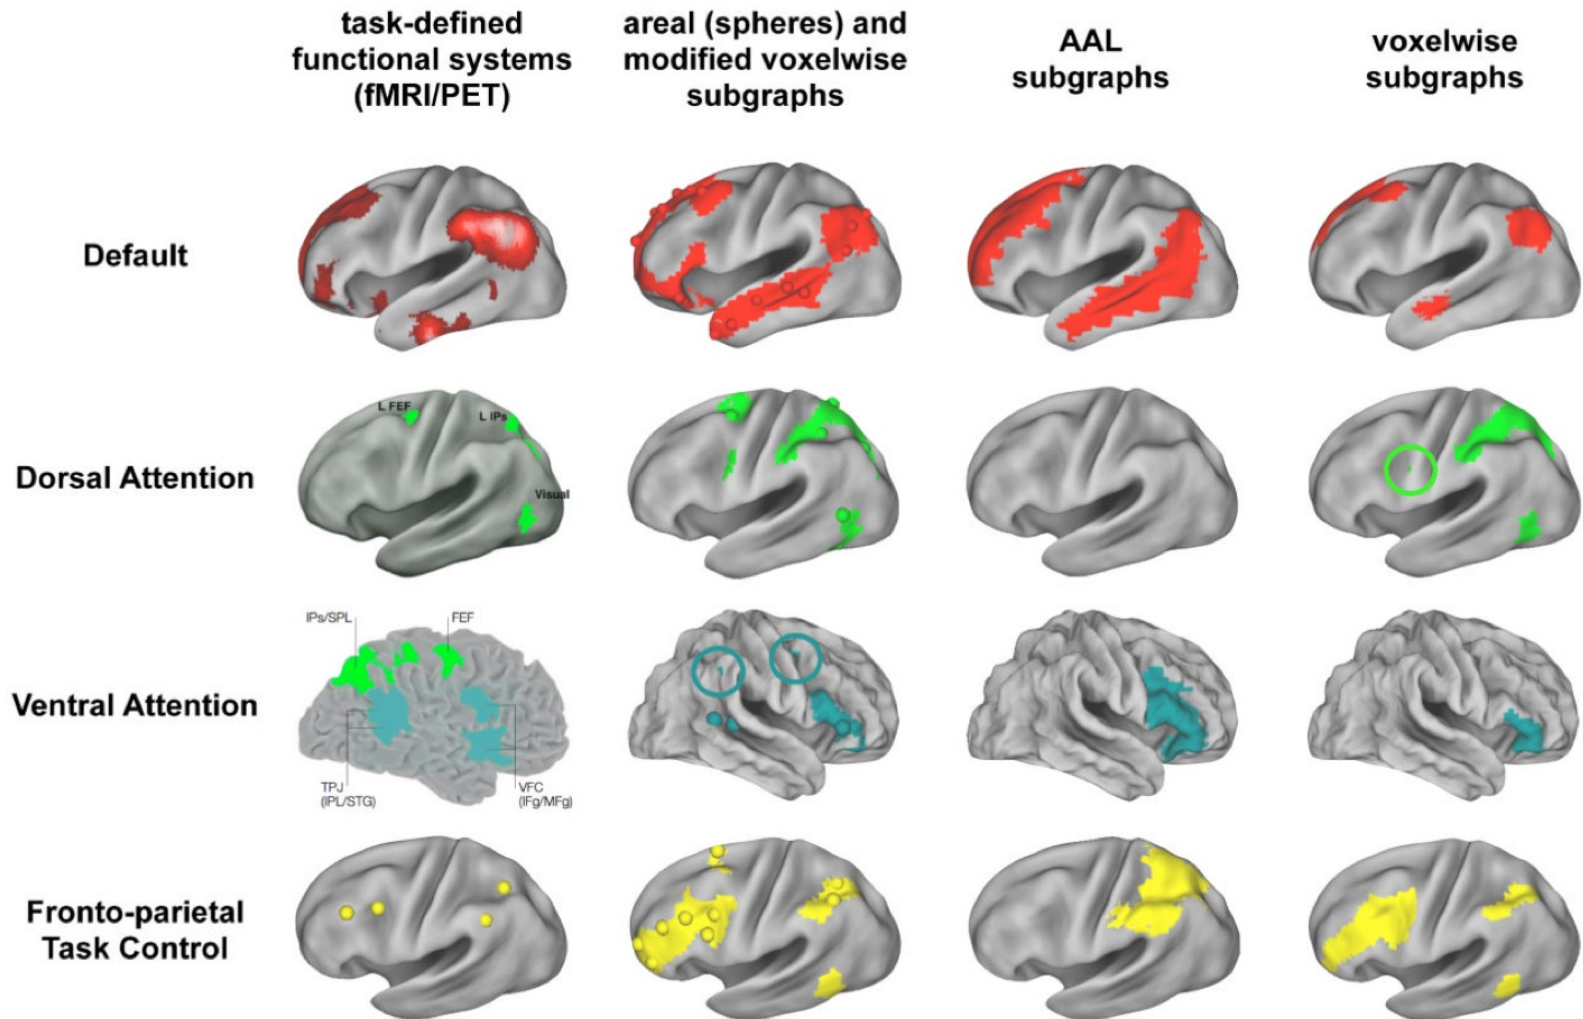 task-defined
functional systems
(fMRI/PET)
areal (spheres) and
modified voxelwise
subgraphs
AAL
subgraphs
voxelwise
subgraphs
Default
Dorsal Attention
L FEF
L IPs
Visual
Ventral Attention
IPs/SPL
FEF
TPJ
(IPL/STG)
VFC
(IFg/MFg)
Fronto-parietal
Task Control